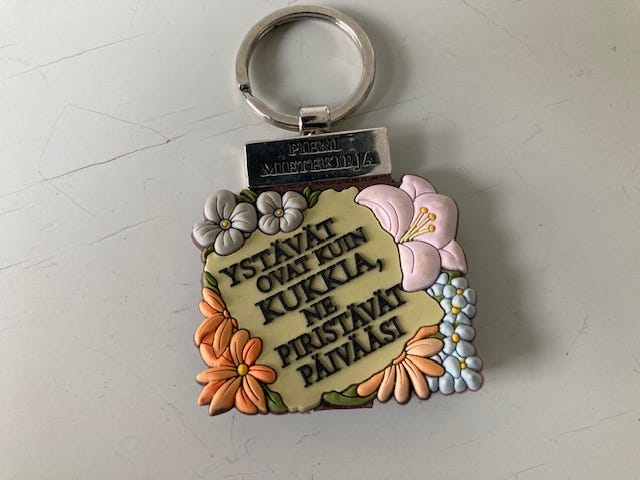 PIENI
MIETEKIRJA
YSTÄVÄT
OVAT KUIN
KUKKIA,
NE
PIRISTÄVÄT
PÄIVÄÄSI